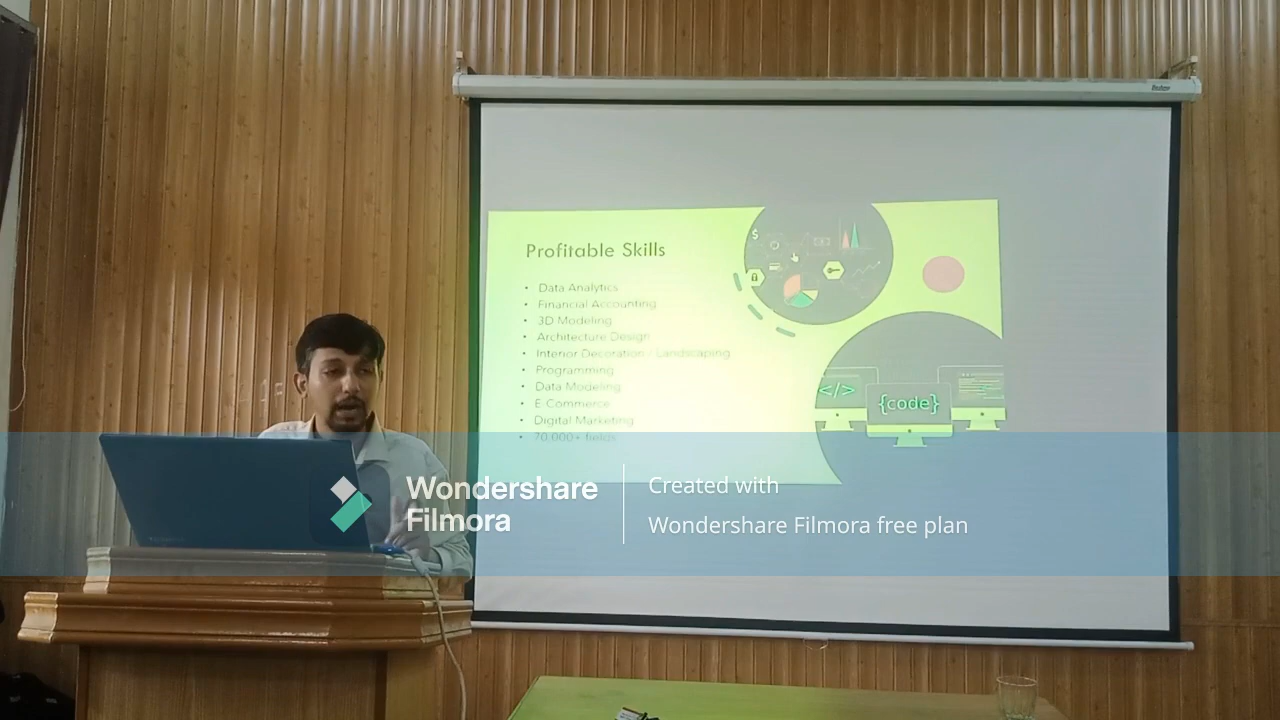 Profitable Skills
• Data Analytics
• Financial Accounting
• 3D Modeling
• Architecture Design
• Interior Decoration / Landscaping
• Programming
• Data Modeling
• E-Commerce
• Digital Marketing
• 70,000+ fields
$
</>
{code}
Wondershare
Filmora
Created with
Wondershare Filmora free plan